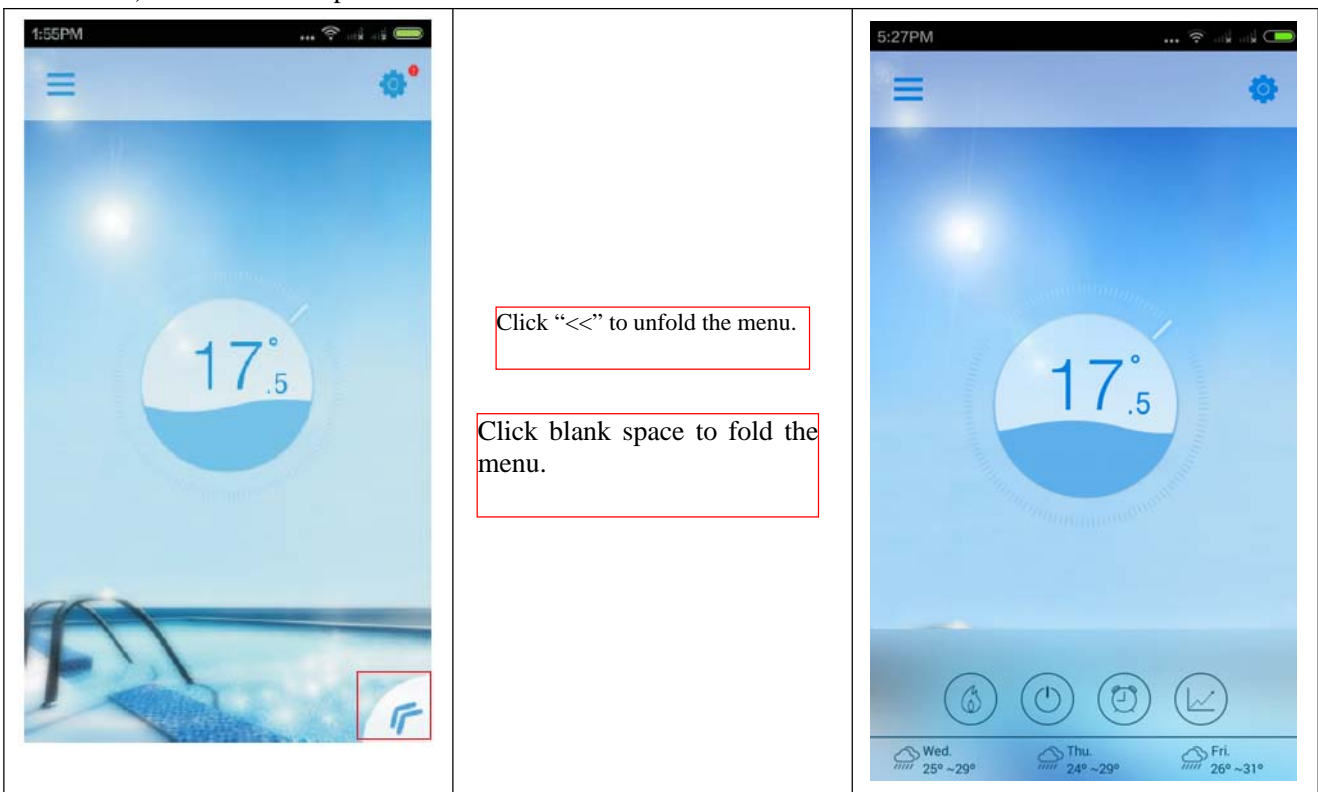 1:55PM
17°
.5
Click “<<” to unfold the menu.
Click blank space to fold the
menu.
5:27PM
17°
.5
Wed.
25° ~29°
Thu.
24° ~29°
Fri.
26° ~31°